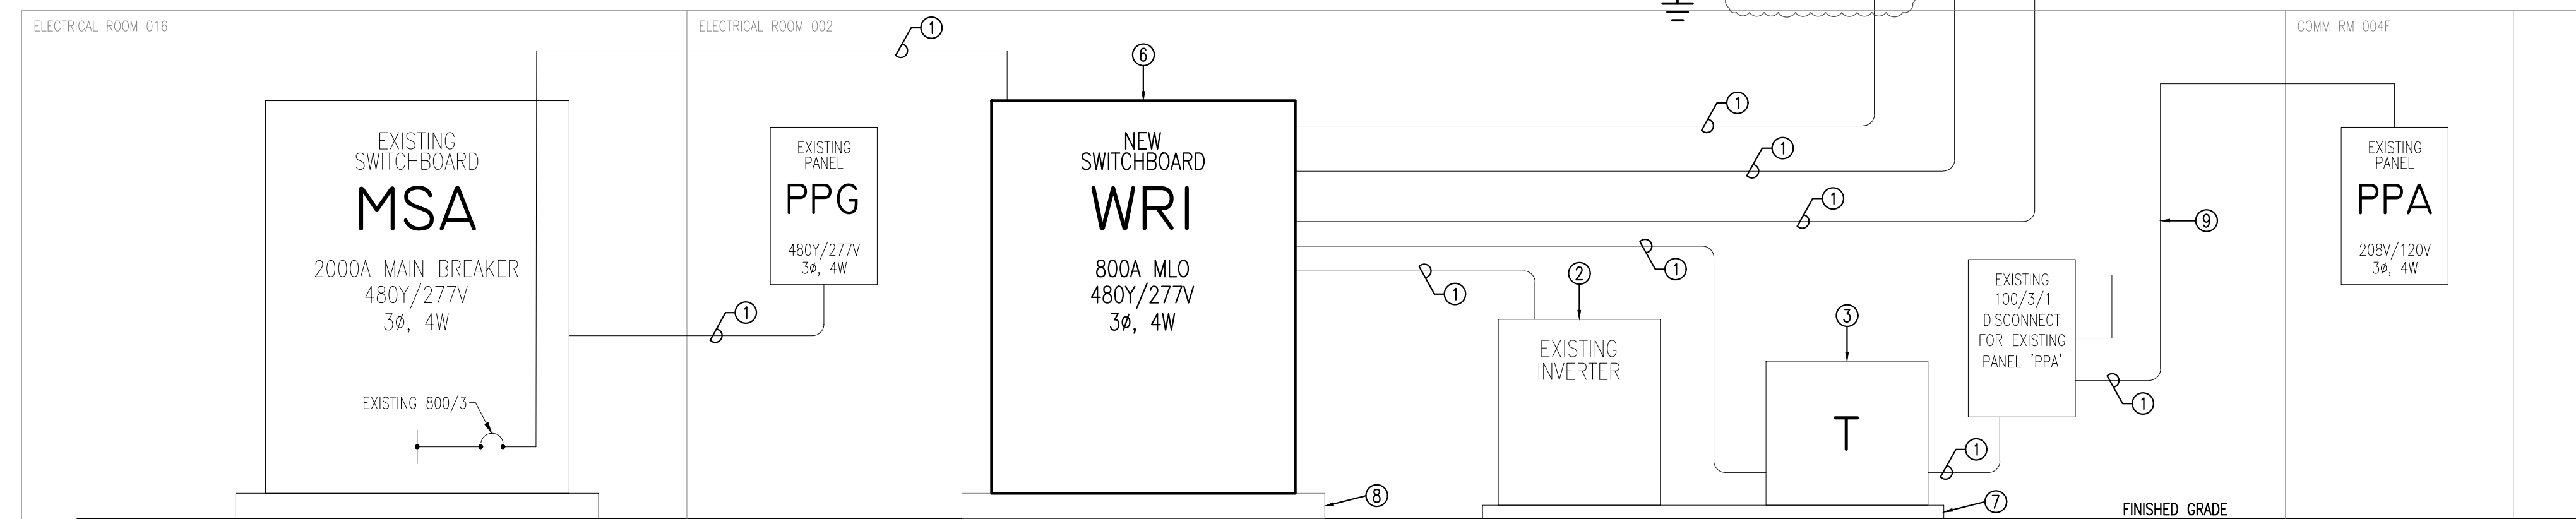 ELECTRICAL ROOM 016
ELECTRICAL ROOM 002
COMM RM 004F
1
6
EXISTING
SWITCHBOARD
MSA
2000A MAIN BREAKER
480Y/277V
3ø, 4W
EXISTING 800/3
1
EXISTING
PANEL
PPG
480Y/277V
3ø, 4W
NEW
SWITCHBOARD
WRI
800A MLO
480Y/277V
3ø, 4W
8
1
1
1
1
1
2
EXISTING
INVERTER
3
T
7
1
EXISTING
100/3/1
DISCONNECT
FOR EXISTING
PANEL 'PPA'
1
9
EXISTING
PANEL
PPA
208V/120V
3ø, 4W
FINISHED GRADE